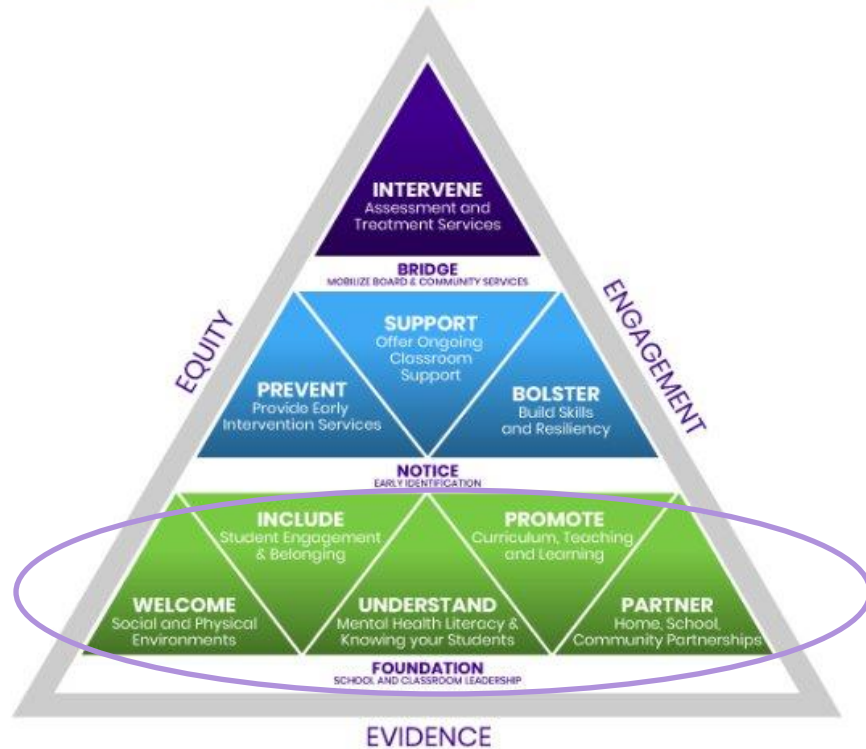 INTERVENE
Assessment and
Treatment Services
BRIDGE
MOBILIZE BOARD & COMMUNITY SERVICES
EQUITY
ENGAGEMENT
SUPPORT
Offer Ongoing
Classroom
Support
PREVENT
Provide Early
Intervention Services
BOLSTER
Build Skills
and Resiliency
NOTICE
EARLY IDENTIFICATION
INCLUDE
Student Engagement
& Belonging
PROMOTE
Curriculum, Teaching
and Learning
WELCOME
Social and Physical
Environments
UNDERSTAND
Mental Health Literacy &
Knowing your Students
PARTNER
Home, School,
Community Partnerships
FOUNDATION
SCHOOL AND CLASSROOM LEADERSHIP
EVIDENCE